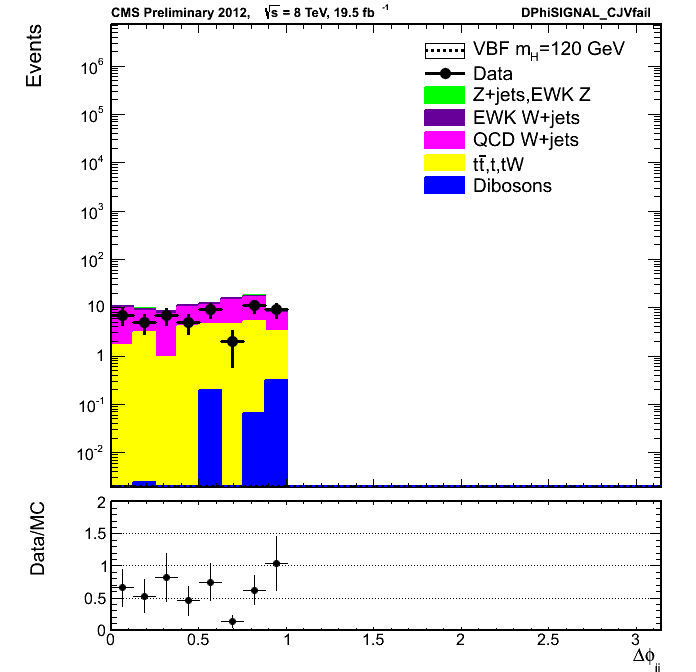 CMS Preliminary 2012, √s = 8 TeV, 19.5 fb⁻¹ DPhiSIGNAL_CJVfail
Events
VBF m_H=120 GeV
Data
Z+jets,EWK Z
EWK W+jets
QCD W+jets
tt̄,t,tW
Dibosons
10⁶
10⁵
10⁴
10³
10²
10
1
10⁻¹
10⁻²
Data/MC
2
1.5
1
0.5
0
0 0.5 1 1.5 2 2.5 3
Δϕ_jj